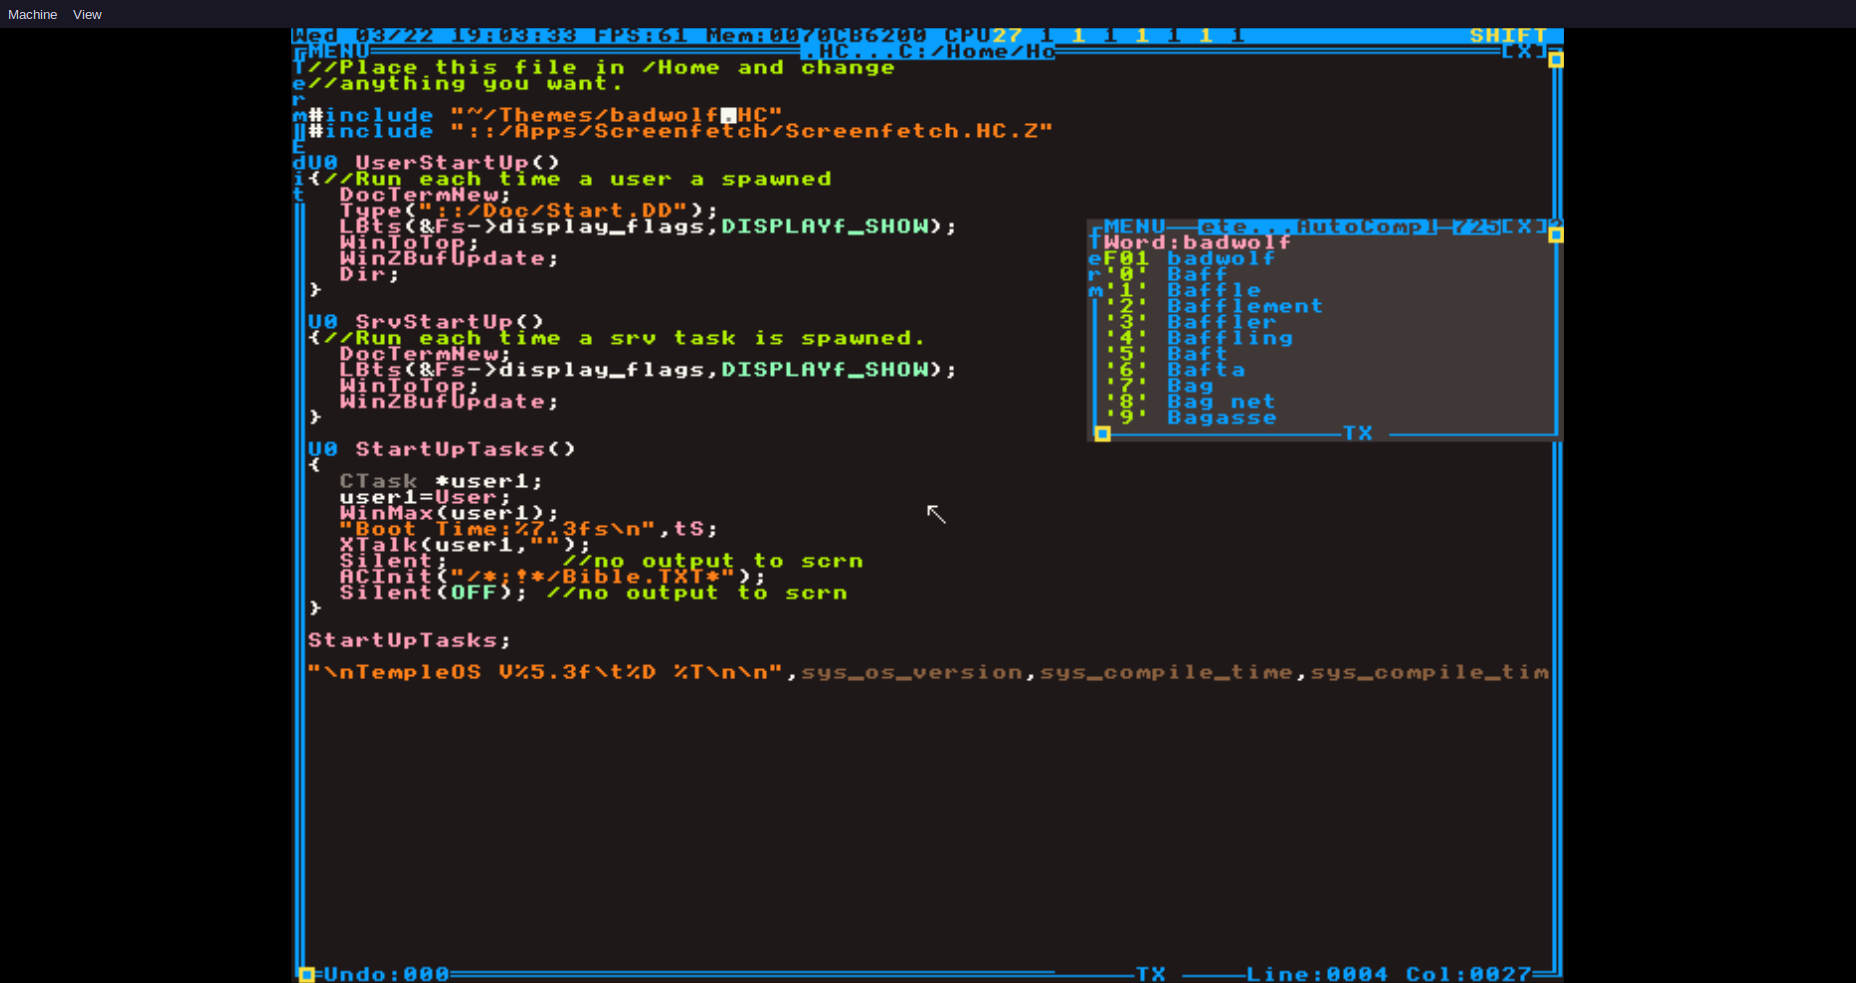 Machine View
Wed 03/22 19:03:33 FPS:61 Mem:0070CB6200 CPU27 1 1 1 1 1 1 1 SHIFT
MENU .HC...C:/Home/Ho [X]
TermEdit
//Place this file in /Home and change
//anything you want.
#include "~/Themes/badwolf.HC"
#include "::/Apps/Screenfetch/Screenfetch.HC.Z"
U0 UserStartUp()
{//Run each time a user a spawned
DocTermNew;
Type("::/Doc/Start.DD");
LBts(&Fs->display_flags,DISPLAYf_SHOW);
WinToTop;
WinZBufUpdate;
Dir;
}
U0 SrvStartUp()
{//Run each time a srv task is spawned.
DocTermNew;
LBts(&Fs->display_flags,DISPLAYf_SHOW);
WinToTop;
WinZBufUpdate;
}
U0 StartUpTasks()
{
CTask *user1;
user1=User;
WinMax(user1);
"Boot Time:%7.3fs\n",tS;
XTalk(user1,"");
Silent; //no output to scrn
ACInit("/*;!*/Bible.TXT*");
Silent(OFF); //no output to scrn
}
StartUpTasks;
"\nTempleOS V%5.3f\t%D %T\n\n",sys_os_version,sys_compile_time,sys_compile_tim
MENU ete...AutoCompl 725[X]
Term
Word:badwolf
F01 badwolf
'0' Baff
'1' Baffle
'2' Bafflement
'3' Baffler
'4' Baffling
'5' Baft
'6' Bafta
'7' Bag
'8' Bag net
'9' Bagasse
TX
Undo:000 TX Line:0004 Col:0027